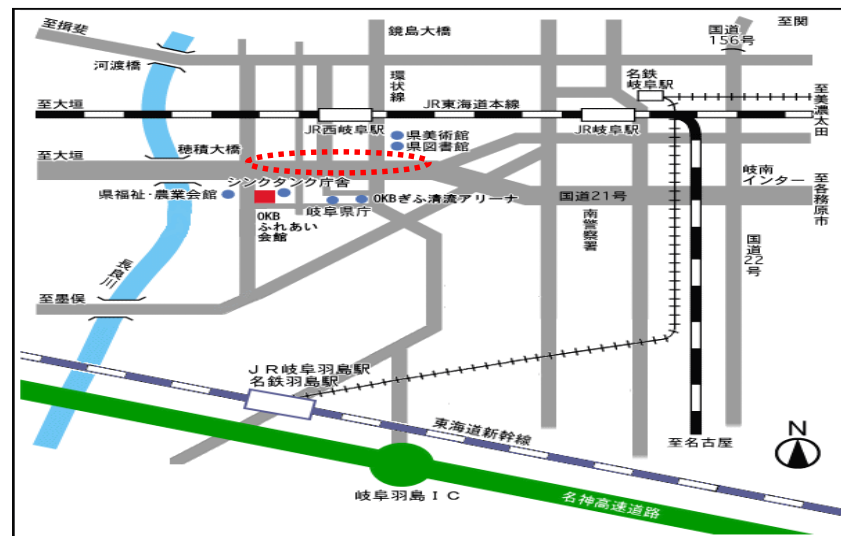 至揖斐
鏡島大橋
国道
156号
至関
河渡橋
環状線
名鉄
岐阜駅
至大垣
JR東海道本線
至美濃太田
JR西岐阜駅
JR岐阜駅
県美術館
県図書館
穂積大橋
至大垣
岐南
インター
シンクタンク庁舎
県福祉・農業会館
OKBぎふ清流アリーナ
国道21号
至各務原市
岐阜県庁
OKB
ふれあい
会館
南警察署
国道22号
長良川
至墨俣
JR岐阜羽島駅
名鉄羽島駅
東海道新幹線
至名古屋
N
岐阜羽島IC
名神高速道路